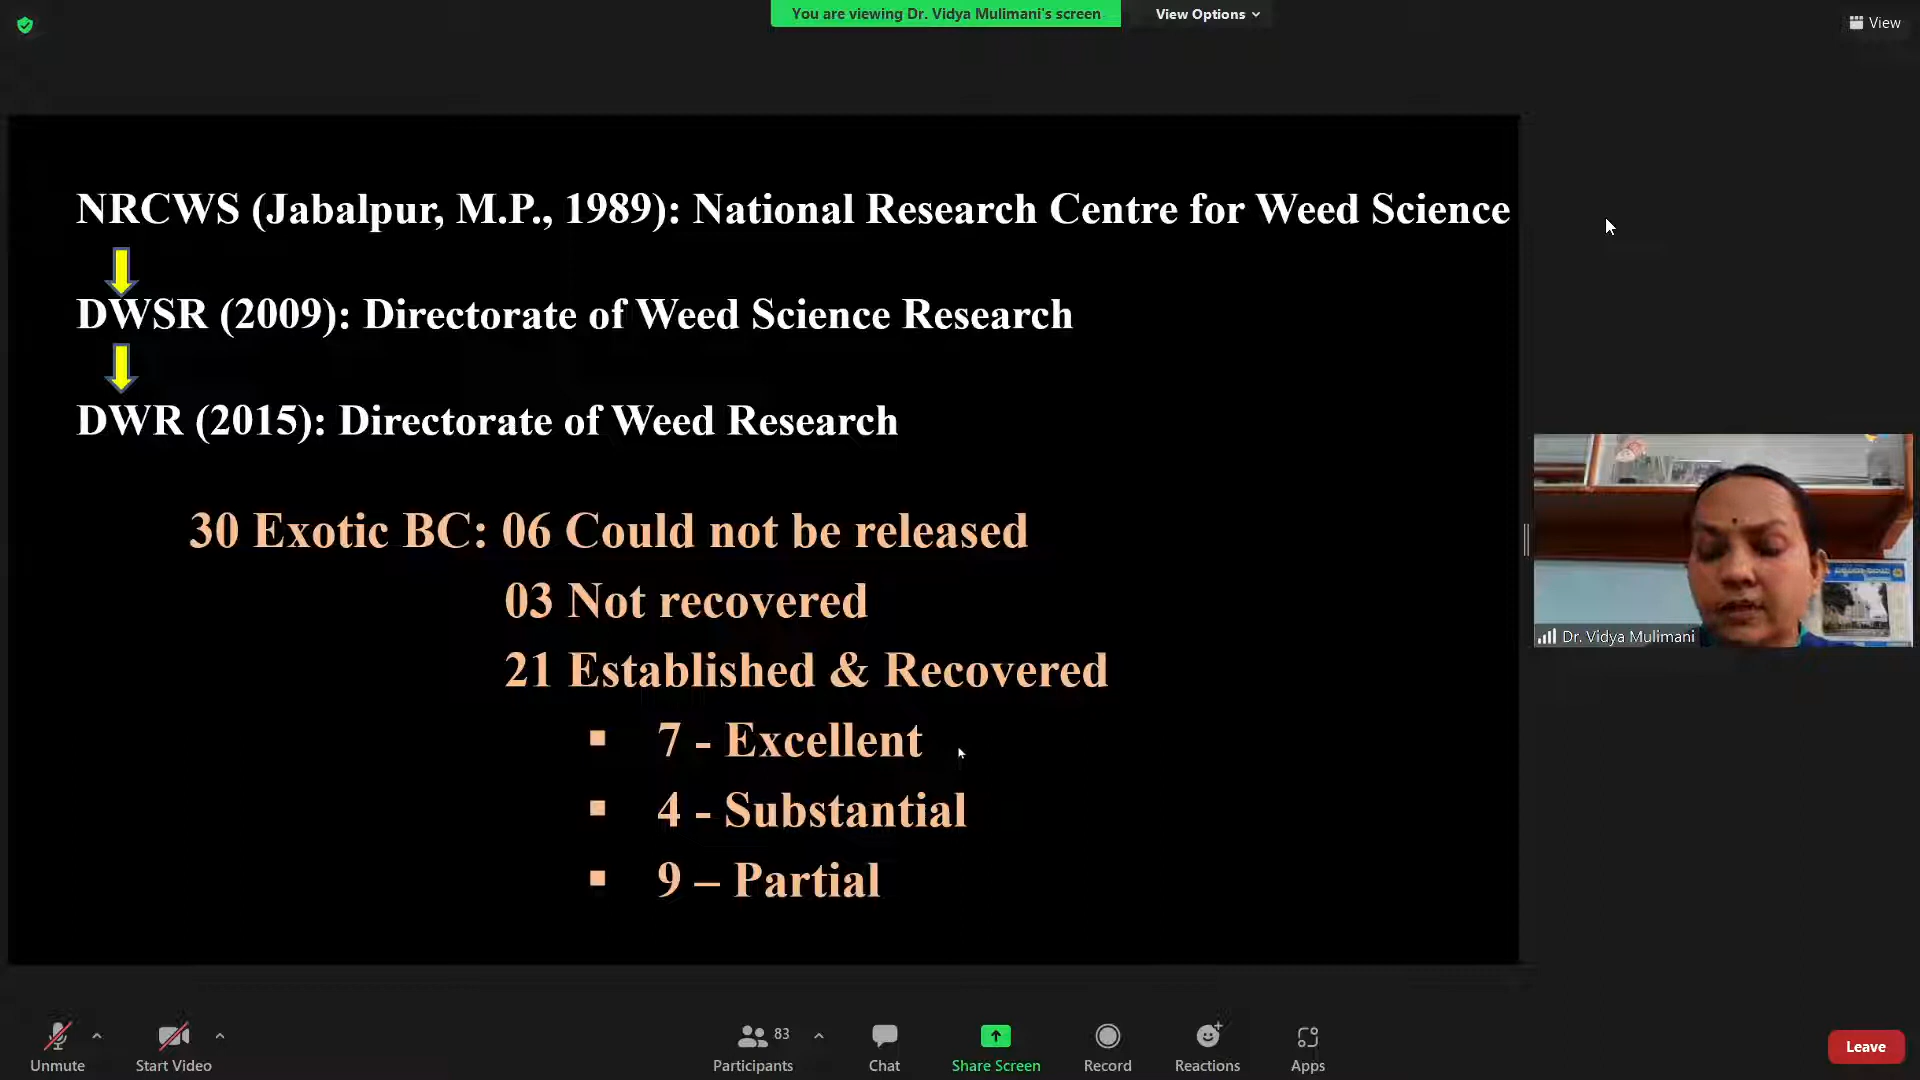 You are viewing Dr. Vidya Mulimani's screen
View Options
View
NRCWS (Jabalpur, M.P., 1989): National Research Centre for Weed Science
DWSR (2009): Directorate of Weed Science Research
DWR (2015): Directorate of Weed Research
30 Exotic BC: 06 Could not be released
03 Not recovered
21 Established & Recovered
▪ 7 - Excellent
▪ 4 - Substantial
▪ 9 – Partial
Dr. Vidya Mulimani
Unmute
Start Video
83
Participants
Chat
Share Screen
Record
Reactions
Apps
Leave